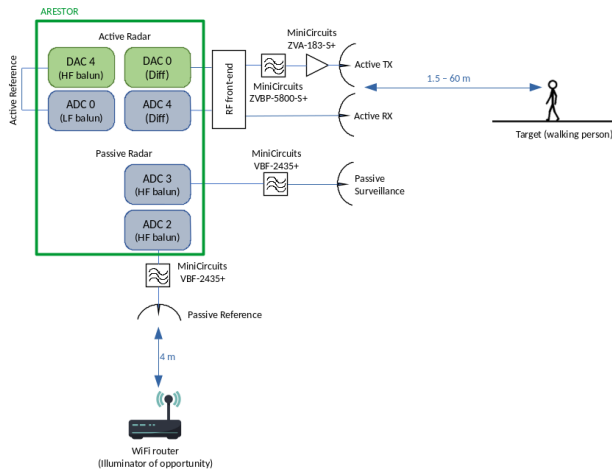 ARESTOR
Active Radar
DAC 4
(HF balun)
DAC 0
(Diff)
ADC 0
(LF balun)
ADC 4
(Diff)
Active Reference
RF front-end
MiniCircuits
ZVA-183-S+
MiniCircuits
ZVBP-5800-S+
Active TX
Active RX
1.5 – 60 m
Target (walking person)
Passive Radar
ADC 3
(HF balun)
MiniCircuits
VBF-2435+
Passive
Surveillance
ADC 2
(HF balun)
MiniCircuits
VBF-2435+
Passive Reference
4 m
WiFi router
(Illuminator of opportunity)